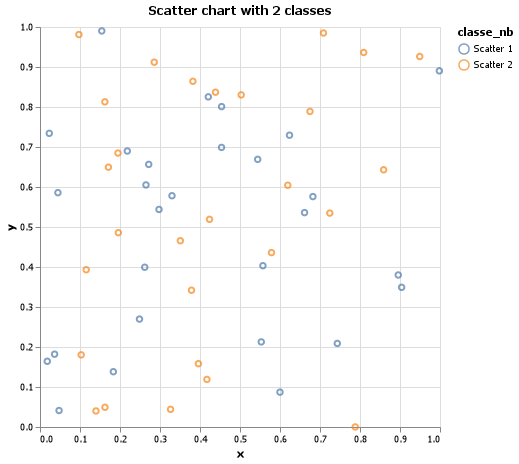 Scatter chart with 2 classes
classe_nb
Scatter 1
Scatter 2
1.0
0.9
0.8
0.7
0.6
0.5
0.4
0.3
0.2
0.1
0.0
y
0.0 0.1 0.2 0.3 0.4 0.5 0.6 0.7 0.8 0.9 1.0
x